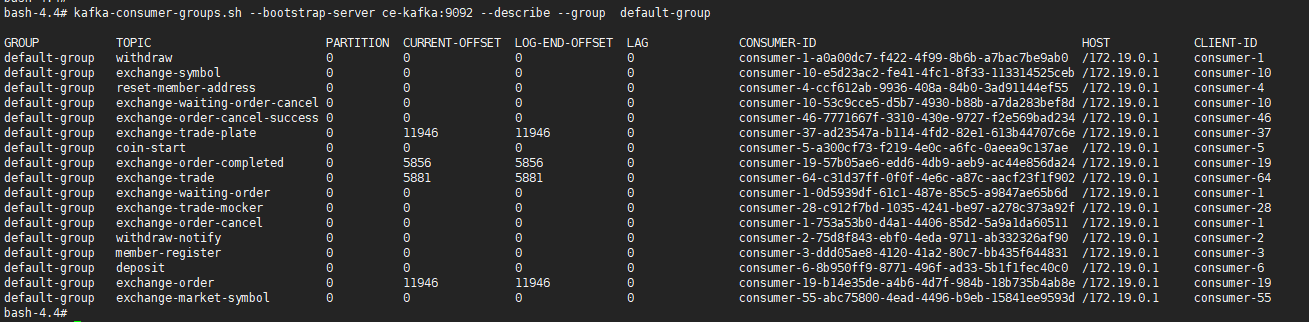 bash-4.4# kafka-consumer-groups.sh --bootstrap-server ce-kafka:9092 --describe --group  default-group
GROUP TOPIC PARTITION CURRENT-OFFSET LOG-END-OFFSET LAG CONSUMER-ID HOST CLIENT-ID
default-group withdraw 0 0 0 0 consumer-1-a0a00dc7-f422-4f99-8b6b-a7bac7be9ab0 /172.19.0.1 consumer-1
default-group exchange-symbol 0 0 0 0 consumer-10-e5d23ac2-fe41-4fc1-8f33-113314525ceb /172.19.0.1 consumer-10
default-group reset-member-address 0 0 0 0 consumer-4-ccf612ab-9936-408a-84b0-3ad91144ef55 /172.19.0.1 consumer-4
default-group exchange-waiting-order-cancel 0 0 0 0 consumer-10-53c9cce5-d5b7-4930-b88b-a7da283bef8d /172.19.0.1 consumer-10
default-group exchange-order-cancel-success 0 0 0 0 consumer-46-7771667f-3310-430e-9727-f2e569bad234 /172.19.0.1 consumer-46
default-group exchange-trade-plate 0 11946 11946 0 consumer-37-ad23547a-b114-4fd2-82e1-613b44707c6e /172.19.0.1 consumer-37
default-group coin-start 0 0 0 0 consumer-5-a300cf73-f219-4e0c-a6fc-0aeea9c137ae /172.19.0.1 consumer-5
default-group exchange-order-completed 0 5856 5856 0 consumer-19-57b05ae6-edd6-4db9-aeb9-ac44e856da24 /172.19.0.1 consumer-19
default-group exchange-trade 0 5881 5881 0 consumer-64-c31d37ff-0f0f-4e6c-a87c-aacf23f1f902 /172.19.0.1 consumer-64
default-group exchange-waiting-order 0 0 0 0 consumer-1-0d5939df-61c1-487e-85c5-a9847ae65b6d /172.19.0.1 consumer-1
default-group exchange-trade-mocker 0 0 0 0 consumer-28-c912f7bd-1035-4241-be97-a278c373a92f /172.19.0.1 consumer-28
default-group exchange-order-cancel 0 0 0 0 consumer-1-753a53b0-d4a1-4406-85d2-5a9a1da60511 /172.19.0.1 consumer-1
default-group withdraw-notify 0 0 0 0 consumer-2-75d8f843-ebf0-4eda-9711-ab332326af90 /172.19.0.1 consumer-2
default-group member-register 0 0 0 0 consumer-3-ddd05ae8-4120-41a2-80c7-bb435f644831 /172.19.0.1 consumer-3
default-group deposit 0 0 0 0 consumer-6-8b950ff9-8771-496f-ad33-5b1f1fec40c0 /172.19.0.1 consumer-6
default-group exchange-order 0 11946 11946 0 consumer-19-b14e35de-a4b6-4d7f-984b-18b735b4ab8e /172.19.0.1 consumer-19
default-group exchange-market-symbol 0 0 0 0 consumer-55-abc75800-4ead-4496-b9eb-15841ee9593d /172.19.0.1 consumer-55
bash-4.4#